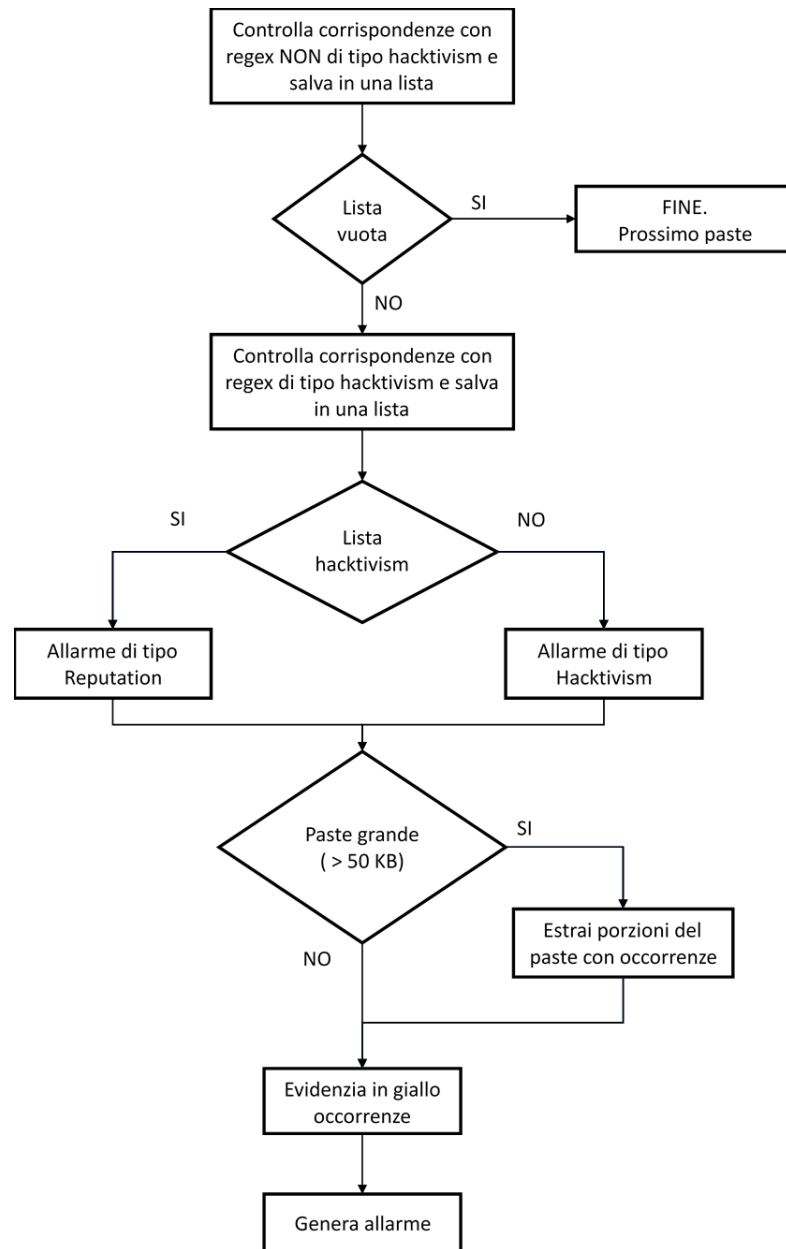 Controlla corrispondenze con
regex NON di tipo hacktivism e
salva in una lista
Lista
vuota
SI
FINE.
Prossimo paste
NO
Controlla corrispondenze con
regex di tipo hacktivism e salva
in una lista
SI
Lista
hacktivism
NO
Allarme di tipo
Reputation
Allarme di tipo
Hacktivism
Paste grande
( > 50 KB)
SI
Estrai porzioni del
paste con occorrenze
NO
Evidenzia in giallo
occorrenze
Genera allarme